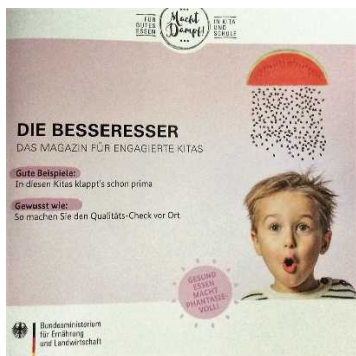 FÜR
GUTES
ESSEN
Macht
Dampf!
IN KITA
UND
SCHULE
DIE BESSERESSER
DAS MAGAZIN FÜR ENGAGIERTE KITAS
Gute Beispiele:
In diesen Kitas klappt's schon prima
Gewusst wie:
So machen Sie den Qualitäts-Check vor Ort
GESUND
ESSEN
MACHT
PHANTASIE-
VOLL!
Bundesministerium
für Ernährung
und Landwirtschaft